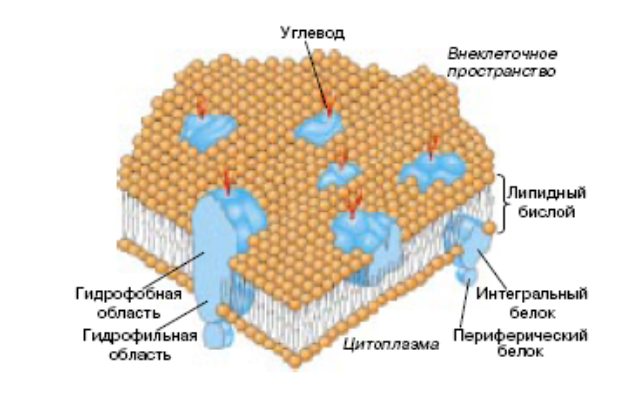 Углевод
Внеклеточное
пространство
Липидный
бислой
Гидрофобная
область
Гидрофильная
область
Цитоплазма
Интегральный
белок
Периферический
белок